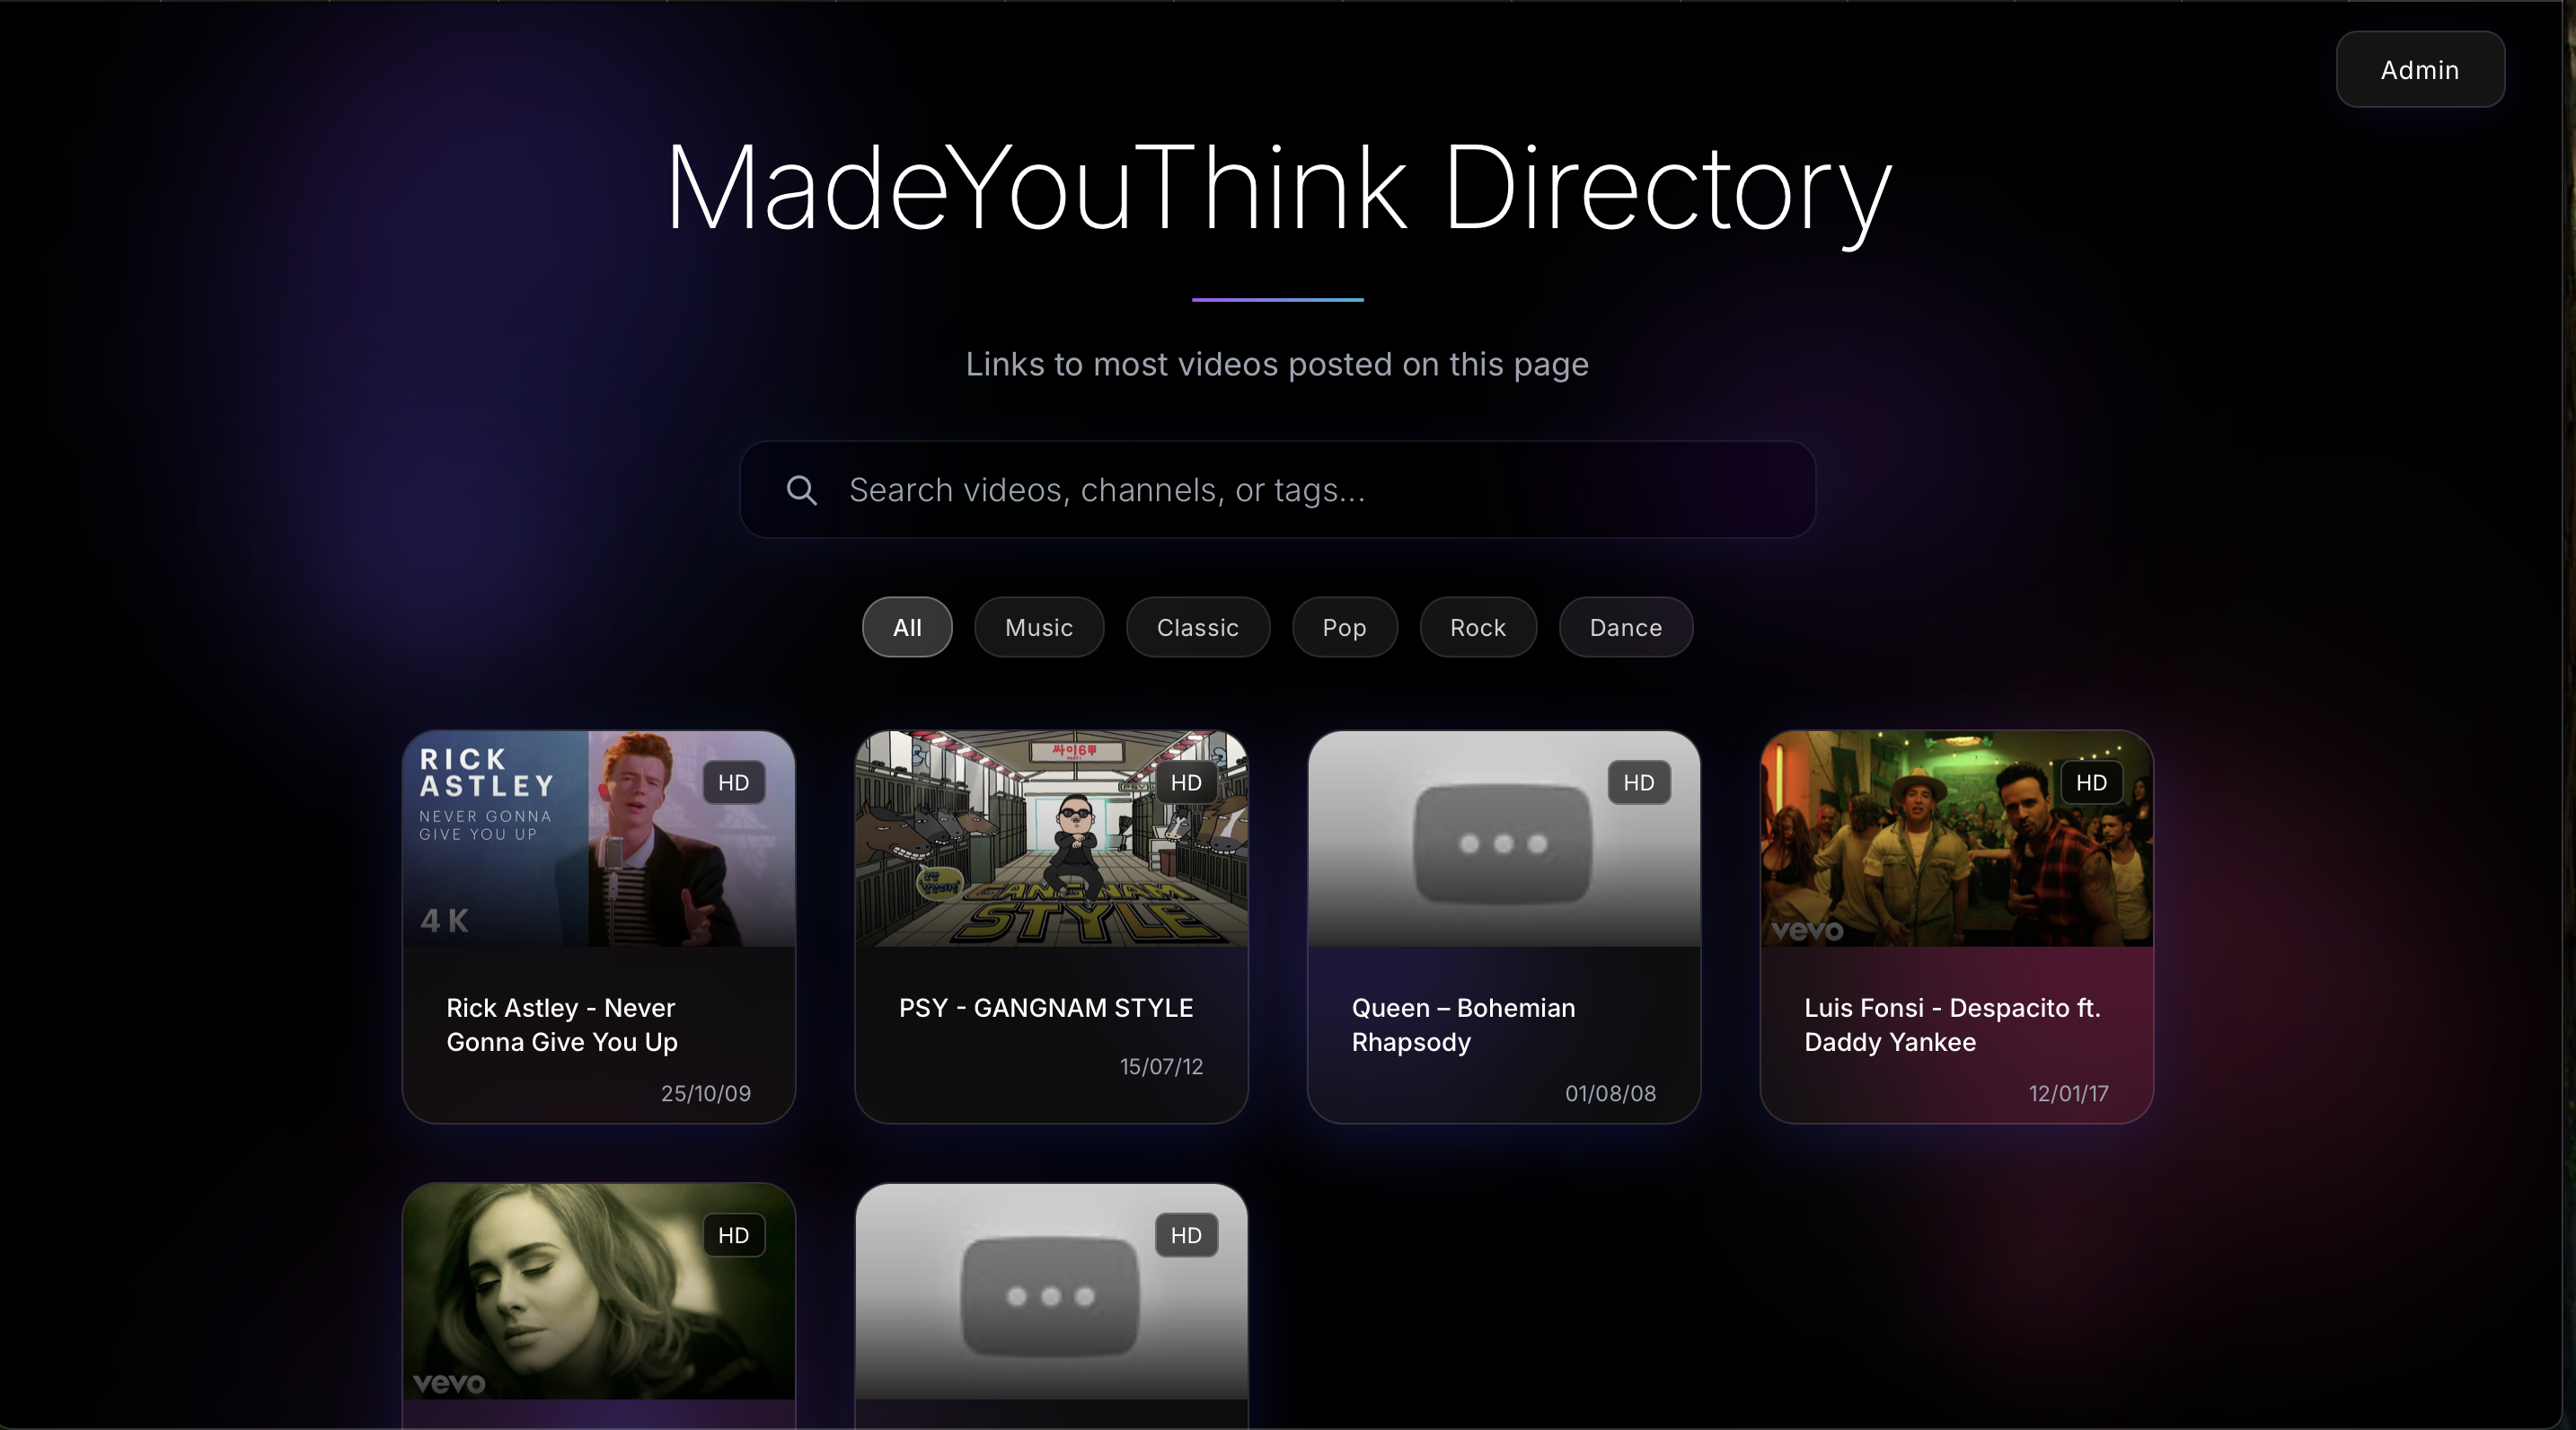 Admin
MadeYouThink Directory
Links to most videos posted on this page
Search videos, channels, or tags...
All
Music
Classic
Pop
Rock
Dance
RICK
ASTLEY
NEVER GONNA
GIVE YOU UP
4K
HD
싸이6甲
GANGNAM
STYLE
HD
HD
vevo
HD
Rick Astley - Never
Gonna Give You Up
25/10/09
PSY - GANGNAM STYLE
15/07/12
Queen – Bohemian
Rhapsody
01/08/08
Luis Fonsi - Despacito ft.
Daddy Yankee
12/01/17
HD
vevo
HD